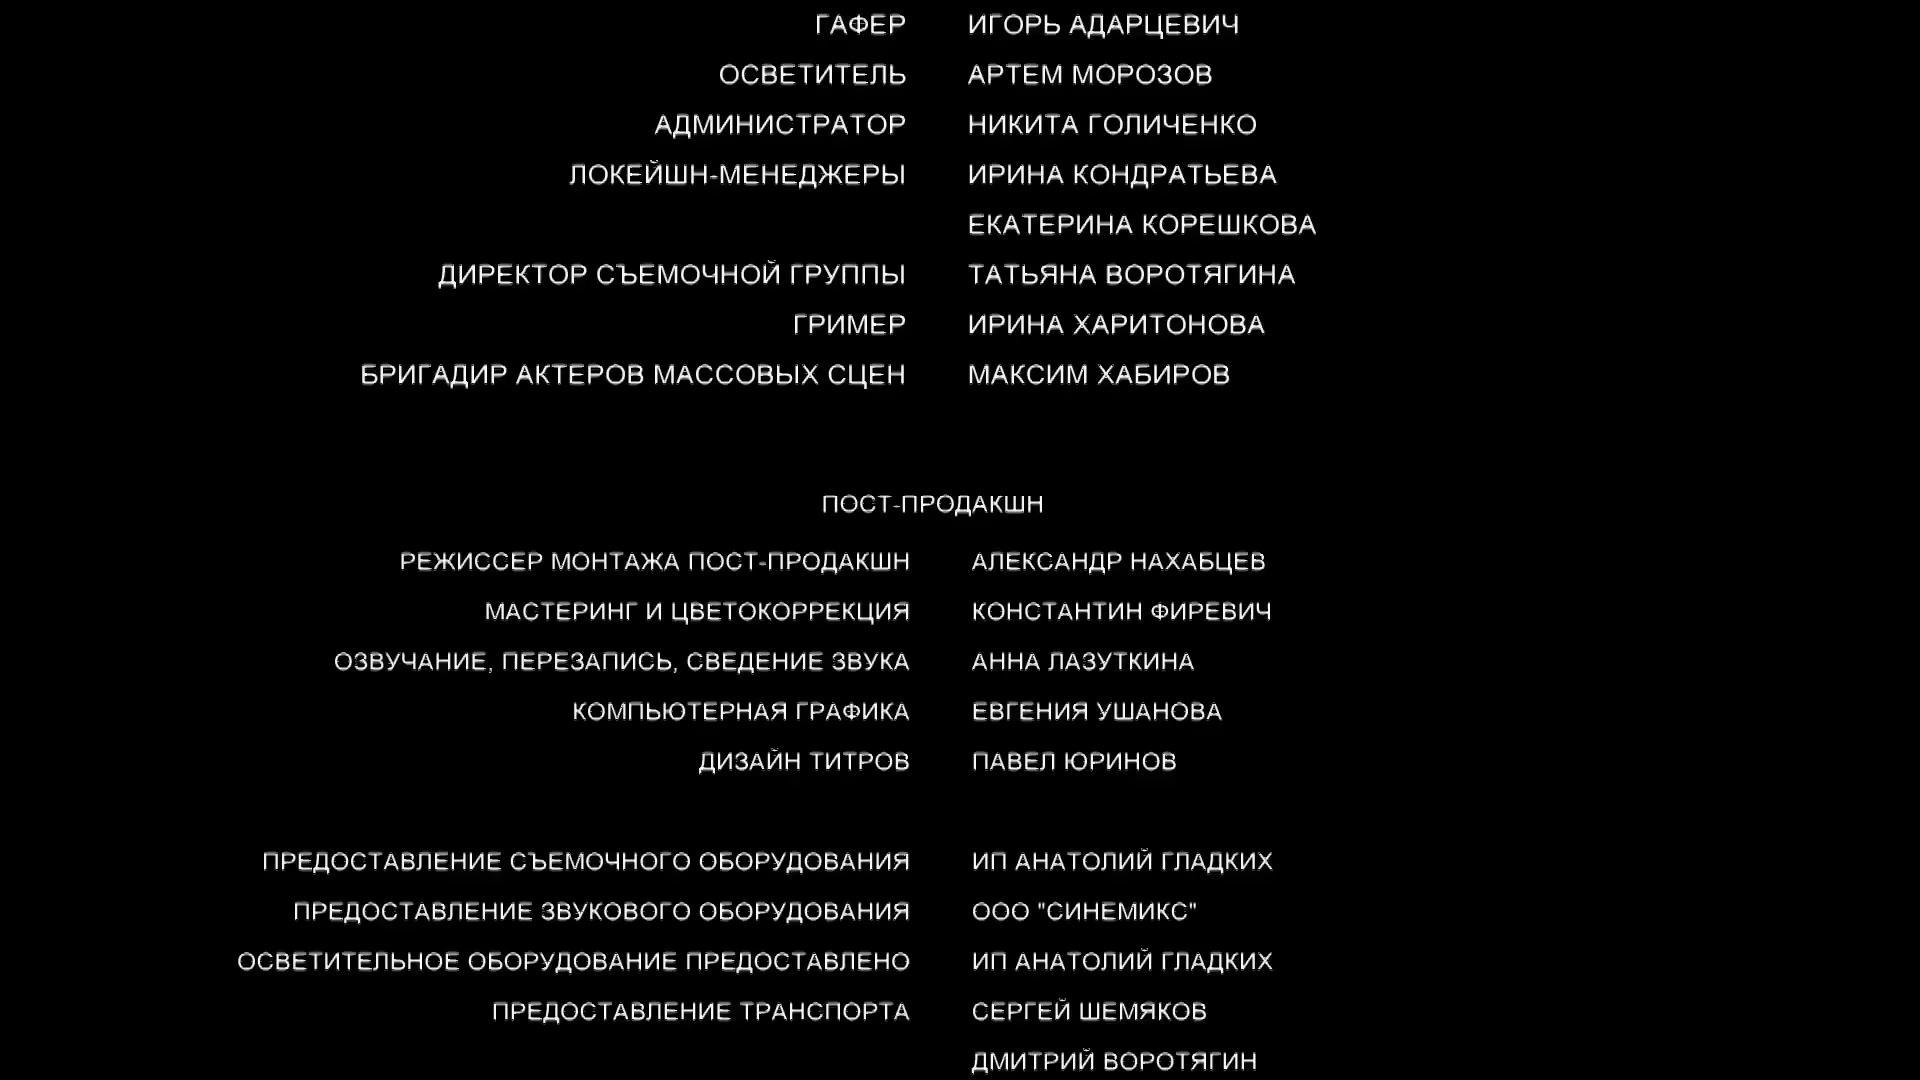 ГАФЕР ИГОРЬ АДАРЦЕВИЧ
ОСВЕТИТЕЛЬ АРТЕМ МОРОЗОВ
АДМИНИСТРАТОР НИКИТА ГОЛИЧЕНКО
ЛОКЕЙШН-МЕНЕДЖЕРЫ ИРИНА КОНДРАТЬЕВА
ЕКАТЕРИНА КОРЕШКОВА
ДИРЕКТОР СЪЕМОЧНОЙ ГРУППЫ ТАТЬЯНА ВОРОТЯГИНА
ГРИМЕР ИРИНА ХАРИТОНОВА
БРИГАДИР АКТЕРОВ МАССОВЫХ СЦЕН МАКСИМ ХАБИРОВ
ПОСТ-ПРОДАКШН
РЕЖИССЕР МОНТАЖА ПОСТ-ПРОДАКШН АЛЕКСАНДР НАХАБЦЕВ
МАСТЕРИНГ И ЦВЕТОКОРРЕКЦИЯ КОНСТАНТИН ФИРЕВИЧ
ОЗВУЧАНИЕ, ПЕРЕЗАПИСЬ, СВЕДЕНИЕ ЗВУКА АННА ЛАЗУТКИНА
КОМПЬЮТЕРНАЯ ГРАФИКА ЕВГЕНИЯ УШАНОВА
ДИЗАЙН ТИТРОВ ПАВЕЛ ЮРИНОВ
ПРЕДОСТАВЛЕНИЕ СЪЕМОЧНОГО ОБОРУДОВАНИЯ ИП АНАТОЛИЙ ГЛАДКИХ
ПРЕДОСТАВЛЕНИЕ ЗВУКОВОГО ОБОРУДОВАНИЯ ООО "СИНЕМИКС"
ОСВЕТИТЕЛЬНОЕ ОБОРУДОВАНИЕ ПРЕДОСТАВЛЕНО ИП АНАТОЛИЙ ГЛАДКИХ
ПРЕДОСТАВЛЕНИЕ ТРАНСПОРТА СЕРГЕЙ ШЕМЯКОВ
ДМИТРИЙ ВОРОТЯГИН